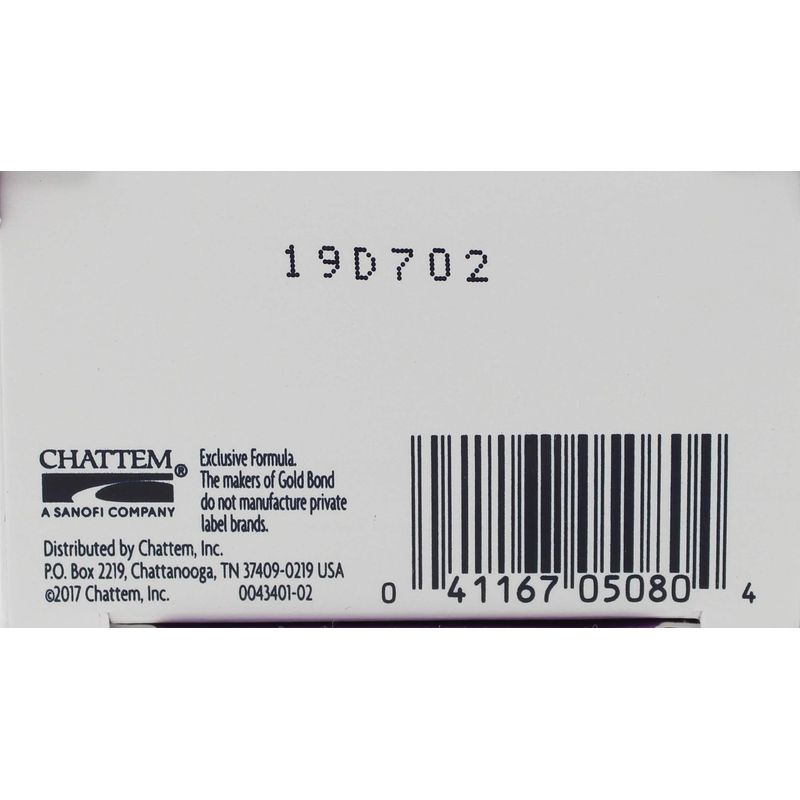 19D702
CHATTEM®
A SANOFI COMPANY
Exclusive Formula.
The makers of Gold Bond
do not manufacture private
label brands.
Distributed by Chattem, Inc.
P.O. Box 2219, Chattanooga, TN 37409-0219 USA
©2017 Chattem, Inc. 0043401-02
0 41167 05080 4